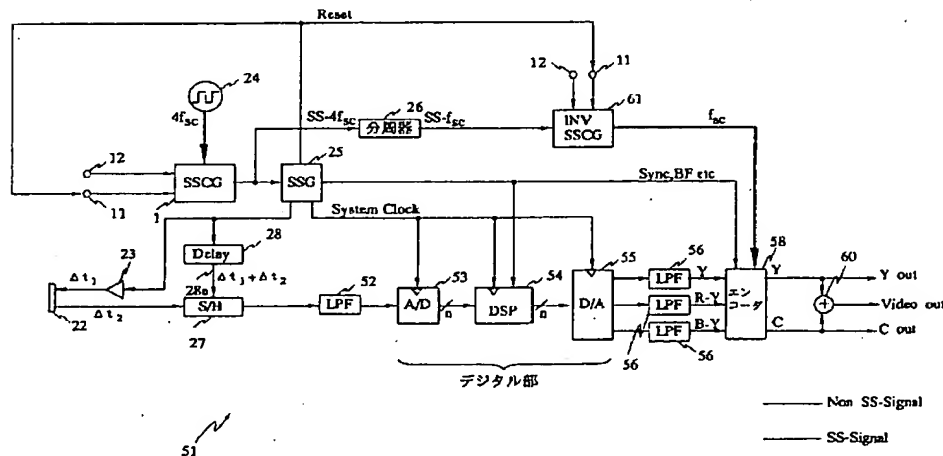 Reset
24
12
11
61
4fsc
SS-4fsc
26
分周器
SS-fsc
INV
SSCG
fsc
25
12
SSCG
SSG
Sync,BF etc
11
1
System Clock
28
Delay
55
56
58
23
Δt₁
Δt₁+Δt₂
52
53
54
LPF
Y
Y
60
Y out
28a
S/H
LPF
A/D
n
DSP
n
D/A
LPF
R-Y
エン
コーダ
Video out
22
Δt₂
27
LPF
B-Y
C
C out
56
56
デジタル部
Non SS-Signal
SS-Signal
51